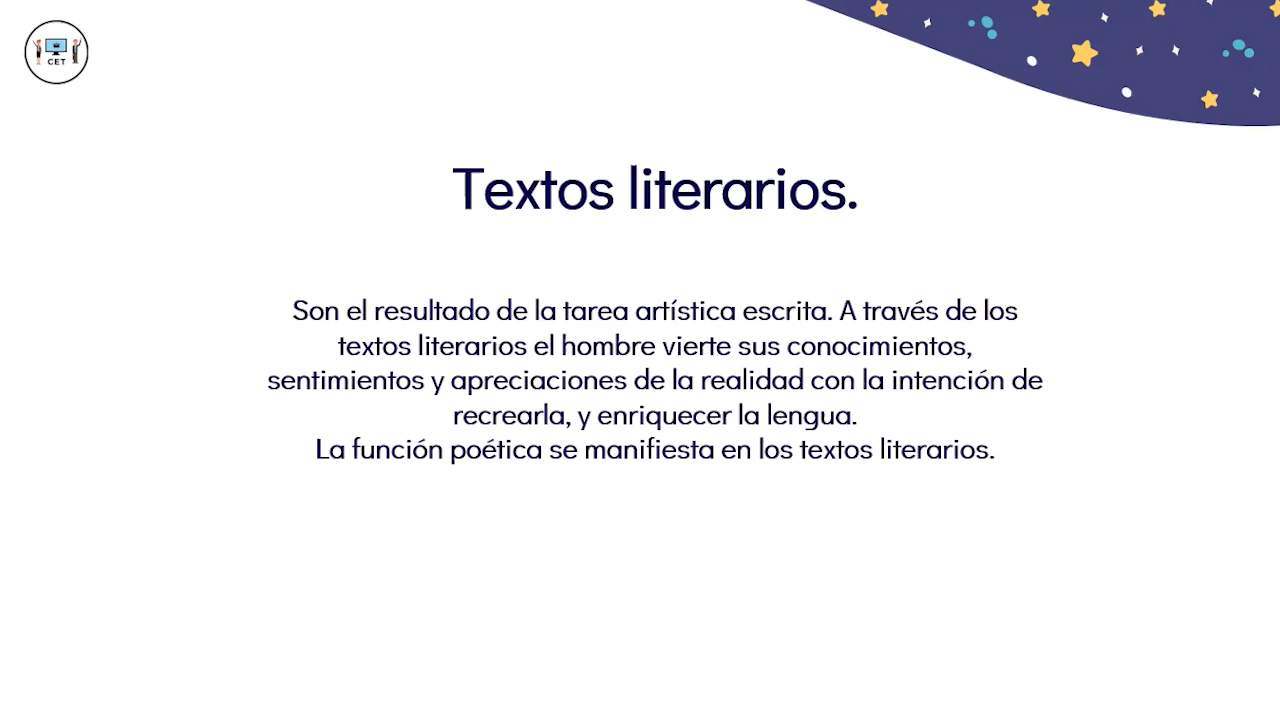 CET
Textos literarios.
Son el resultado de la tarea artística escrita. A través de los
textos literarios el hombre vierte sus conocimientos,
sentimientos y apreciaciones de la realidad con la intención de
recrearla, y enriquecer la lengua.
La función poética se manifiesta en los textos literarios.